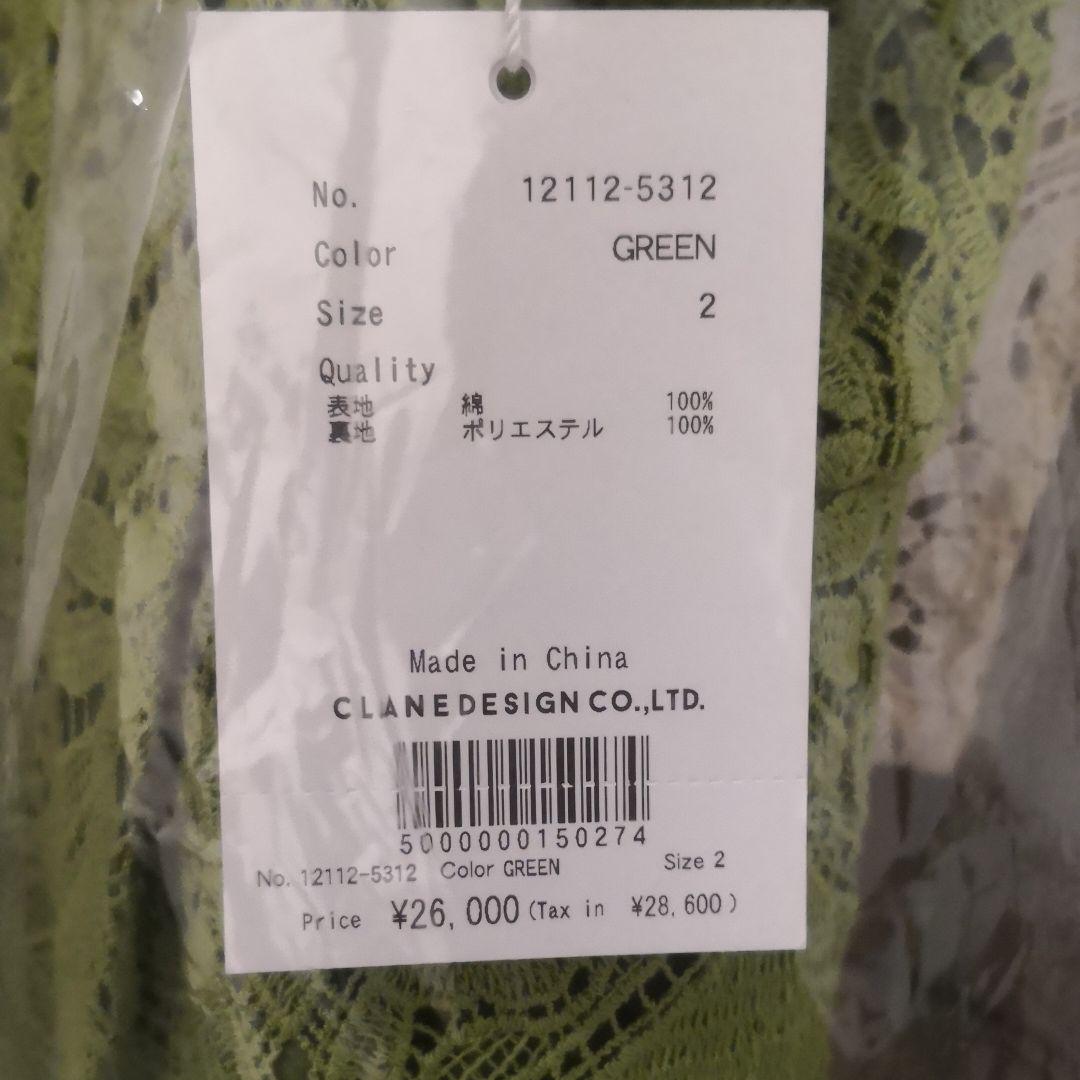 No. 12112-5312
Color GREEN
Size 2
Quality
表地 綿 100%
裏地 ポリエステル 100%
Made in China
CLANE DESIGN CO.,LTD.
5000000150274
No. 12112-5312 Color GREEN Size 2
Price ¥26,000 (Tax in ¥28,600)